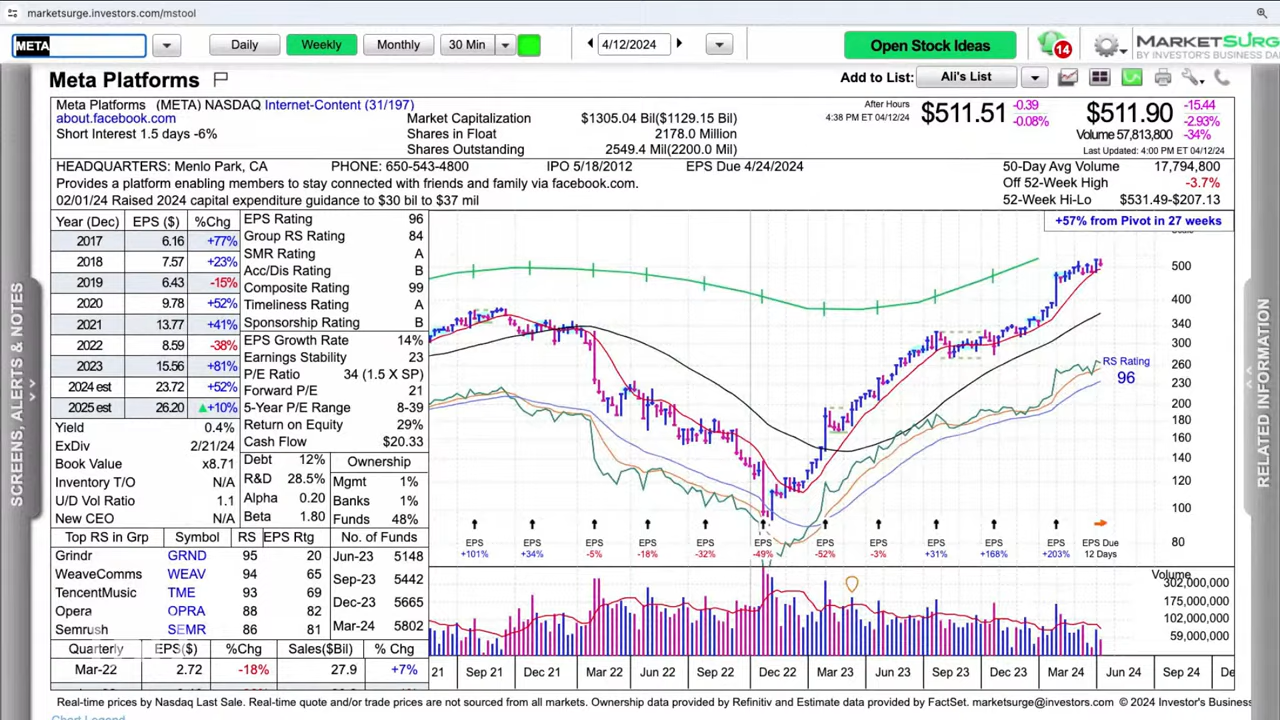 marketsurge.investors.com/mstool
META Daily Weekly Monthly 30 Min 4/12/2024 Open Stock Ideas 14 MARKETSURGE
BY INVESTOR'S BUSINESS DA
Meta Platforms Add to List: Ali's List
Meta Platforms (META) NASDAQ Internet-Content (31/197)
about.facebook.com
Short Interest 1.5 days -6%
Market Capitalization $1305.04 Bil($1129.15 Bil)
Shares in Float 2178.0 Million
Shares Outstanding 2549.4 Mil(2200.0 Mil)
After Hours
4:38 PM ET 04/12/24
$511.51 -0.39
-0.08%
$511.90 -15.44
-2.93%
Volume 57,813,800 -34%
Last Updated: 4:00 PM ET 04/12/24
HEADQUARTERS: Menlo Park, CA PHONE: 650-543-4800 IPO 5/18/2012 EPS Due 4/24/2024
Provides a platform enabling members to stay connected with friends and family via facebook.com.
02/01/24 Raised 2024 capital expenditure guidance to $30 bil to $37 mil
50-Day Avg Volume 17,794,800
Off 52-Week High -3.7%
52-Week Hi-Lo $531.49-$207.13
Year (Dec) EPS ($) %Chg
2017 6.16 +77%
2018 7.57 +23%
2019 6.43 -15%
2020 9.78 +52%
2021 13.77 +41%
2022 8.59 -38%
2023 15.56 +81%
2024 est 23.72 +52%
2025 est 26.20 +10%
Yield 0.4%
ExDiv 2/21/24
Book Value x8.71
Inventory T/O N/A
U/D Vol Ratio 1.1
New CEO N/A
EPS Rating 96
Group RS Rating 84
SMR Rating A
Acc/Dis Rating B
Composite Rating 99
Timeliness Rating A
Sponsorship Rating B
EPS Growth Rate 14%
Earnings Stability 23
P/E Ratio 34 (1.5 X SP)
Forward P/E 21
5-Year P/E Range 8-39
Return on Equity 29%
Cash Flow $20.33
Debt 12%
R&D 28.5%
Alpha 0.20
Beta 1.80
Ownership
Mgmt 1%
Banks 1%
Funds 48%
Top RS in Grp Symbol RS EPS Rtg
Grindr GRND 95 20
WeaveComms WEAV 94 65
TencentMusic TME 93 69
Opera OPRA 88 82
Semrush SEMR 86 81
No. of Funds
Jun-23 5148
Sep-23 5442
Dec-23 5665
Mar-24 5802
Quarterly EPS($) %Chg Sales($Bil) % Chg
Mar-22 2.72 -18% 27.9 +7%
+57% from Pivot in 27 weeks
500
400
340
300
260
230
200
180
160
140
120
100
80
RS Rating
96
EPS EPS EPS EPS EPS EPS EPS EPS EPS EPS EPS EPS Due
+101% +34% -5% -18% -32% -49% -52% -3% +31% +168% +203% 12 Days
Volume
302,000,000
175,000,000
102,000,000
59,000,000
21 Sep 21 Dec 21 Mar 22 Jun 22 Sep 22 Dec 22 Mar 23 Jun 23 Sep 23 Dec 23 Mar 24 Jun 24 Sep 24 De
Real-time prices by Nasdaq Last Sale. Real-time quote and/or trade prices are not sourced from all markets. Ownership data provided by Refinitiv and Estimate data provided by FactSet. marketsurge@investors.com © 2024 Investor's Bus
SCREENS, ALERTS & NOTES
RELATED INFORMATION